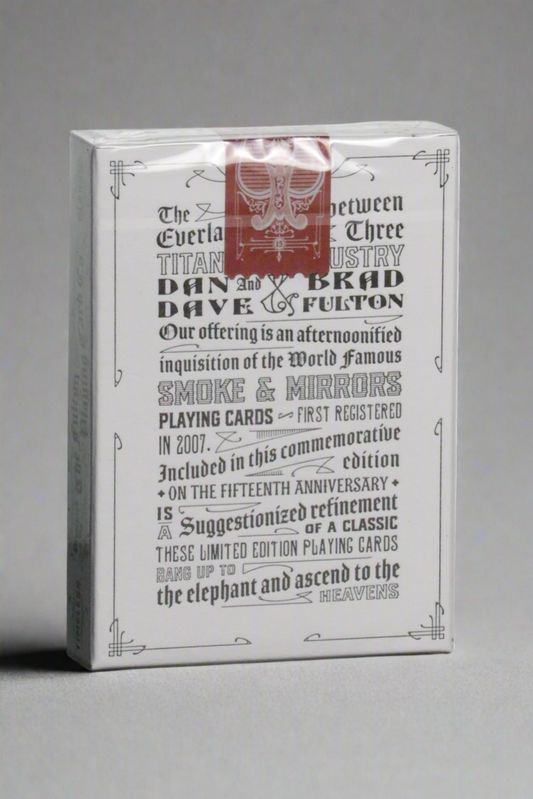 The between
Everla Three
TITAN USTRY
DAN And BRAD
DAVE & FULTON
Our offering is an afternoonified
inquisition of the World Famous
SMOKE & MIRRORS
PLAYING CARDS ~ FIRST REGISTERED
IN 2007.
Included in this commemorative
edition
• ON THE FIFTEENTH ANNIVERSARY •
IS
A Suggestionized refinement
OF A CLASSIC
THESE LIMITED EDITION PLAYING CARDS
BANG UP TO
the elephant and ascend to the
HEAVENS
15